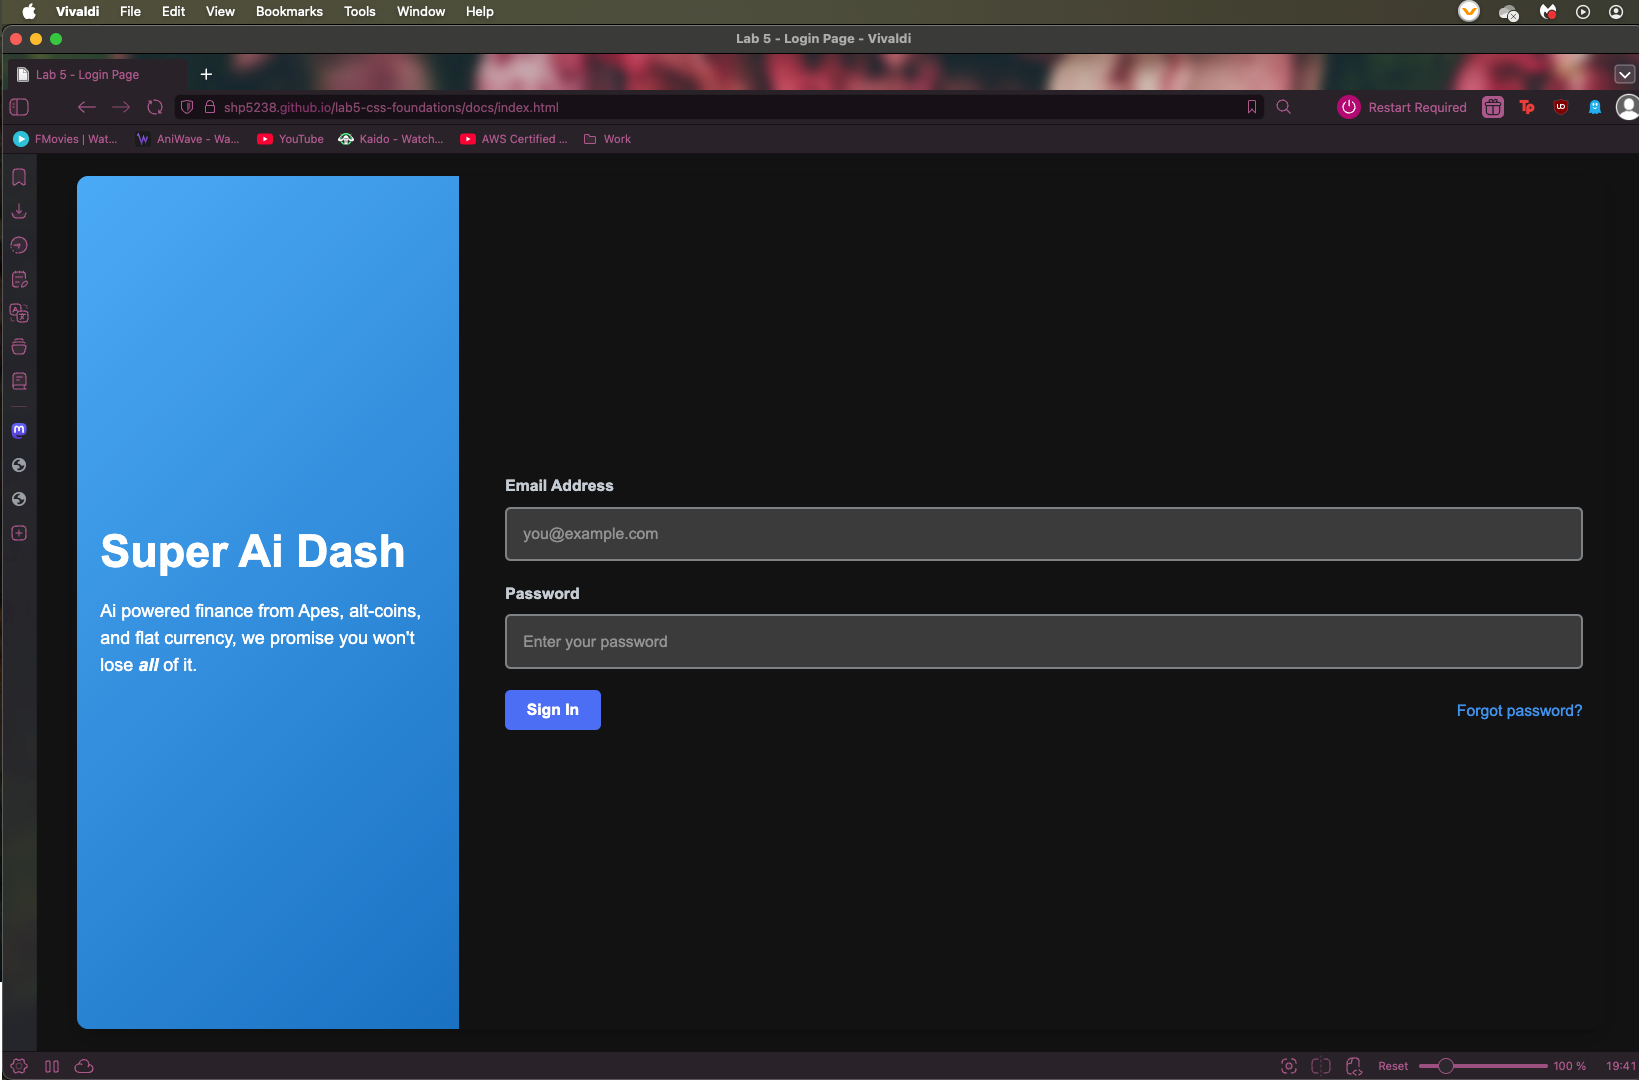 Vivaldi File Edit View Bookmarks Tools Window Help
Lab 5 - Login Page - Vivaldi
Lab 5 - Login Page
shp5238.github.io/lab5-css-foundations/docs/index.html
Restart Required
Tp
UD
FMovies | Wat... AniWave - Wa... YouTube Kaido - Watch... AWS Certified ... Work
Email Address
you@example.com
Super Ai Dash
Password
Ai powered finance from Apes, alt-coins,
and fiat currency, we promise you won't
lose all of it.
Enter your password
Sign In
Forgot password?
Reset 100 % 19:41